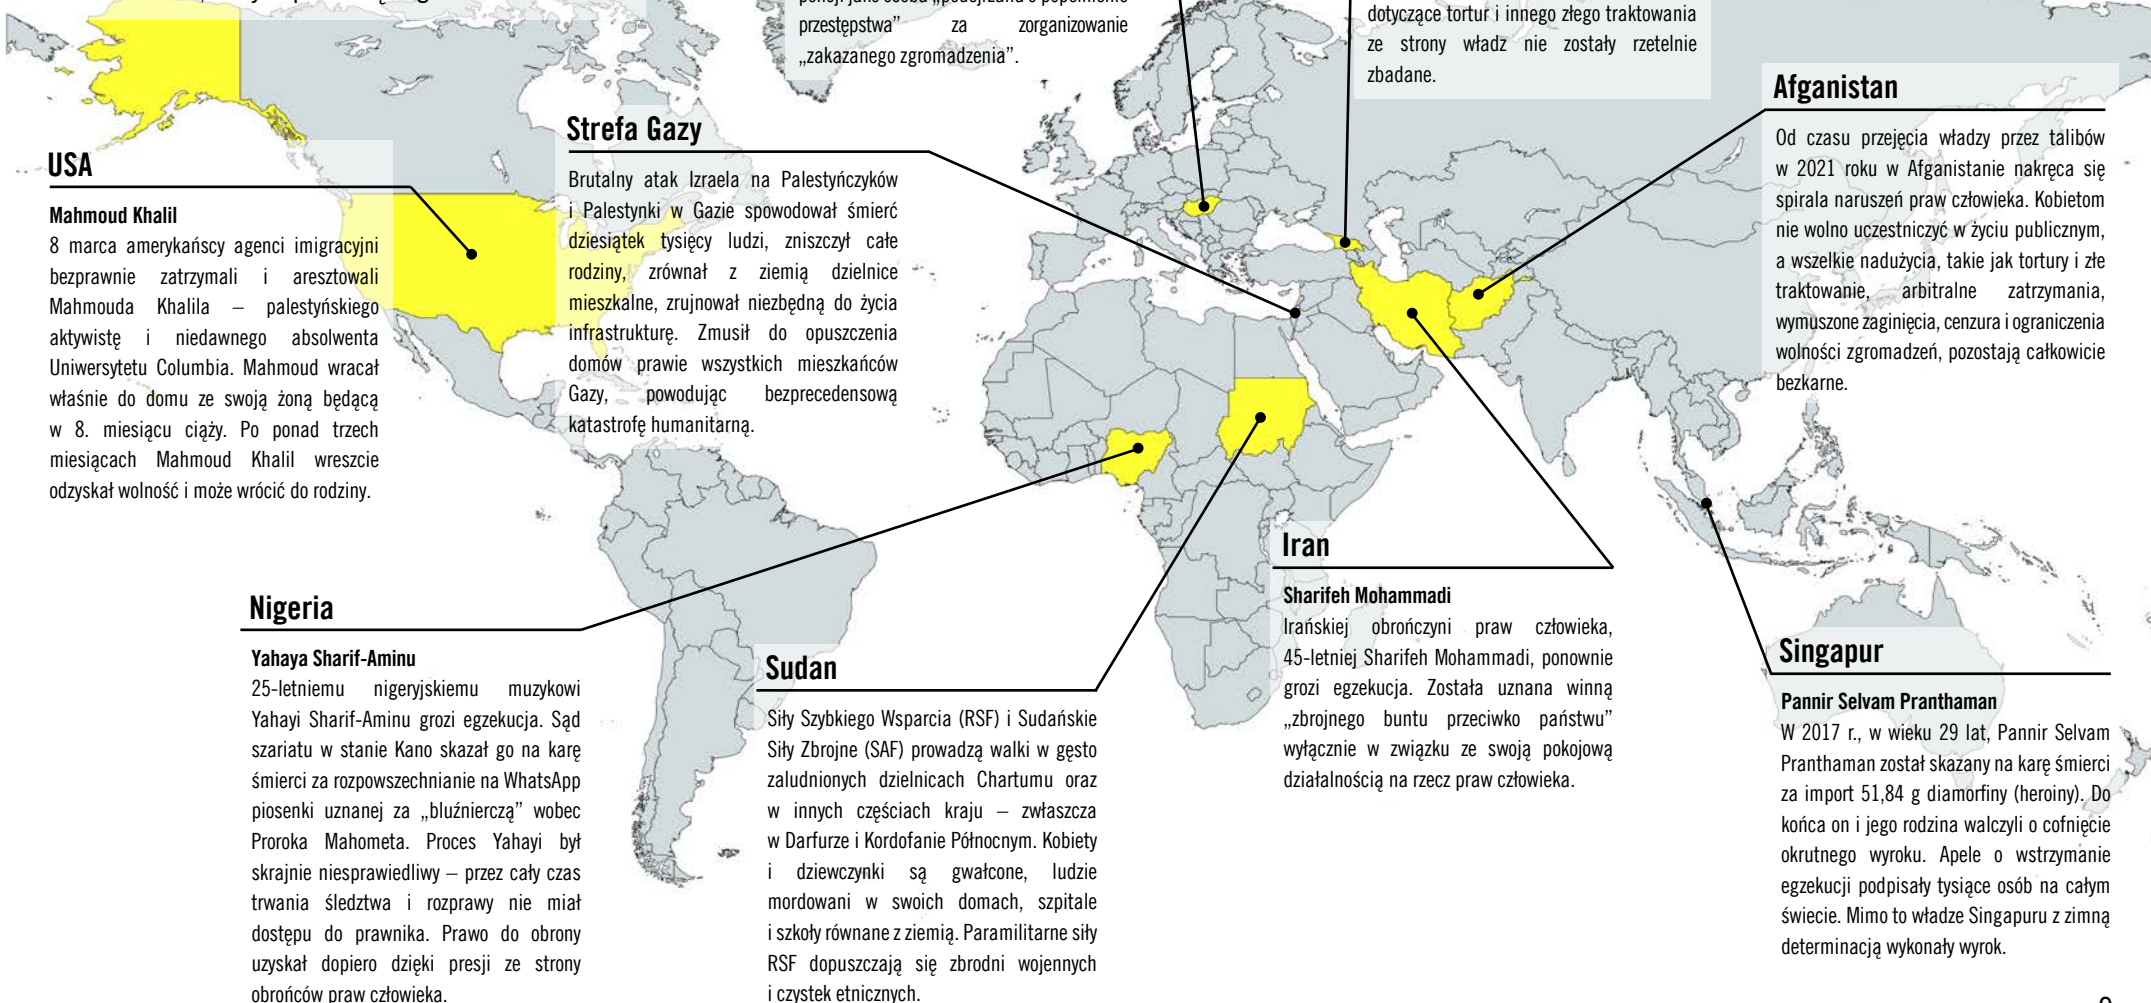 przestępstwa” za zorganizowanie
„zakazanego zgromadzenia”.
dotyczące tortur i innego złego traktowania
ze strony władz nie zostały rzetelnie
zbadane.
USA
Mahmoud Khalil
8 marca amerykańscy agenci imigracyjni
bezprawnie zatrzymali i aresztowali
Mahmouda Khalila – palestyńskiego
aktywistę i niedawnego absolwenta
Uniwersytetu Columbia. Mahmoud wracał
właśnie do domu ze swoją żoną będącą
w 8. miesiącu ciąży. Po ponad trzech
miesiącach Mahmoud Khalil wreszcie
odzyskał wolność i może wrócić do rodziny.
Strefa Gazy
Brutalny atak Izraela na Palestyńczyków
i Palestynki w Gazie spowodował śmierć
dziesiątek tysięcy ludzi, zniszczył całe
rodziny, zrównał z ziemią dzielnice
mieszkalne, zrujnował niezbędną do życia
infrastrukturę. Zmusił do opuszczenia
domów prawie wszystkich mieszkańców
Gazy, powodując bezprecedensową
katastrofę humanitarną.
Afganistan
Od czasu przejęcia władzy przez talibów
w 2021 roku w Afganistanie nakręca się
spirala naruszeń praw człowieka. Kobietom
nie wolno uczestniczyć w życiu publicznym,
a wszelkie nadużycia, takie jak tortury i złe
traktowanie, arbitralne zatrzymania,
wymuszone zaginięcia, cenzura i ograniczenia
wolności zgromadzeń, pozostają całkowicie
bezkarne.
Nigeria
Yahaya Sharif-Aminu
25-letniemu nigeryjskiemu muzykowi
Yahayi Sharif-Aminu grozi egzekucja. Sąd
szariatu w stanie Kano skazał go na karę
śmierci za rozpowszechnianie na WhatsApp
piosenki uznanej za „bluźnierczą” wobec
Proroka Mahometa. Proces Yahayi był
skrajnie niesprawiedliwy – przez cały czas
trwania śledztwa i rozprawy nie miał
dostępu do prawnika. Prawo do obrony
uzyskał dopiero dzięki presji ze strony
obrońców praw człowieka.
Sudan
Siły Szybkiego Wsparcia (RSF) i Sudańskie
Siły Zbrojne (SAF) prowadzą walki w gęsto
zaludnionych dzielnicach Chartumu oraz
w innych częściach kraju – zwłaszcza
w Darfurze i Kordofanie Północnym. Kobiety
i dziewczynki są gwałcone, ludzie
mordowani w swoich domach, szpitale
i szkoły równane z ziemią. Paramilitarne siły
RSF dopuszczają się zbrodni wojennych
i czystek etnicznych.
Iran
Sharifeh Mohammadi
Irańskiej obrończyni praw człowieka,
45-letniej Sharifeh Mohammadi, ponownie
grozi egzekucja. Została uznana winną
„zbrojnego buntu przeciwko państwu”
wyłącznie w związku ze swoją pokojową
działalnością na rzecz praw człowieka.
Singapur
Pannir Selvam Pranthaman
W 2017 r., w wieku 29 lat, Pannir Selvam
Pranthaman został skazany na karę śmierci
za import 51,84 g diamorfiny (heroiny). Do
końca on i jego rodzina walczyli o cofnięcie
okrutnego wyroku. Apele o wstrzymanie
egzekucji podpisały tysiące osób na całym
świecie. Mimo to władze Singapuru z zimną
determinacją wykonały wyrok.